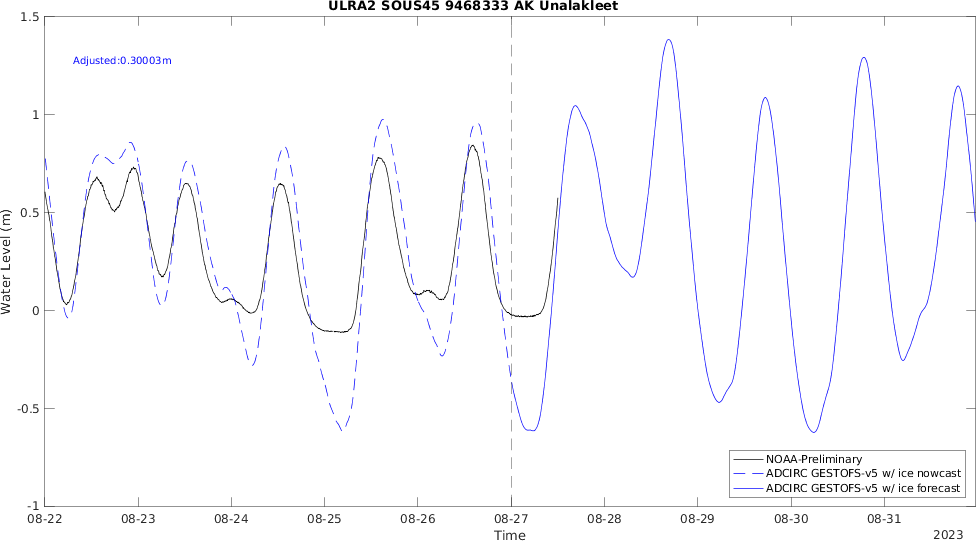 ULRA2 SOUS45 9468333 AK Unalakleet
Adjusted:0.30003m
Water Level (m)
1.5
1
0.5
0
-0.5
-1
NOAA-Preliminary
ADCIRC GESTOFS-v5 w/ ice nowcast
ADCIRC GESTOFS-v5 w/ ice forecast
08-22 08-23 08-24 08-25 08-26 08-27 08-28 08-29 08-30 08-31
Time
2023